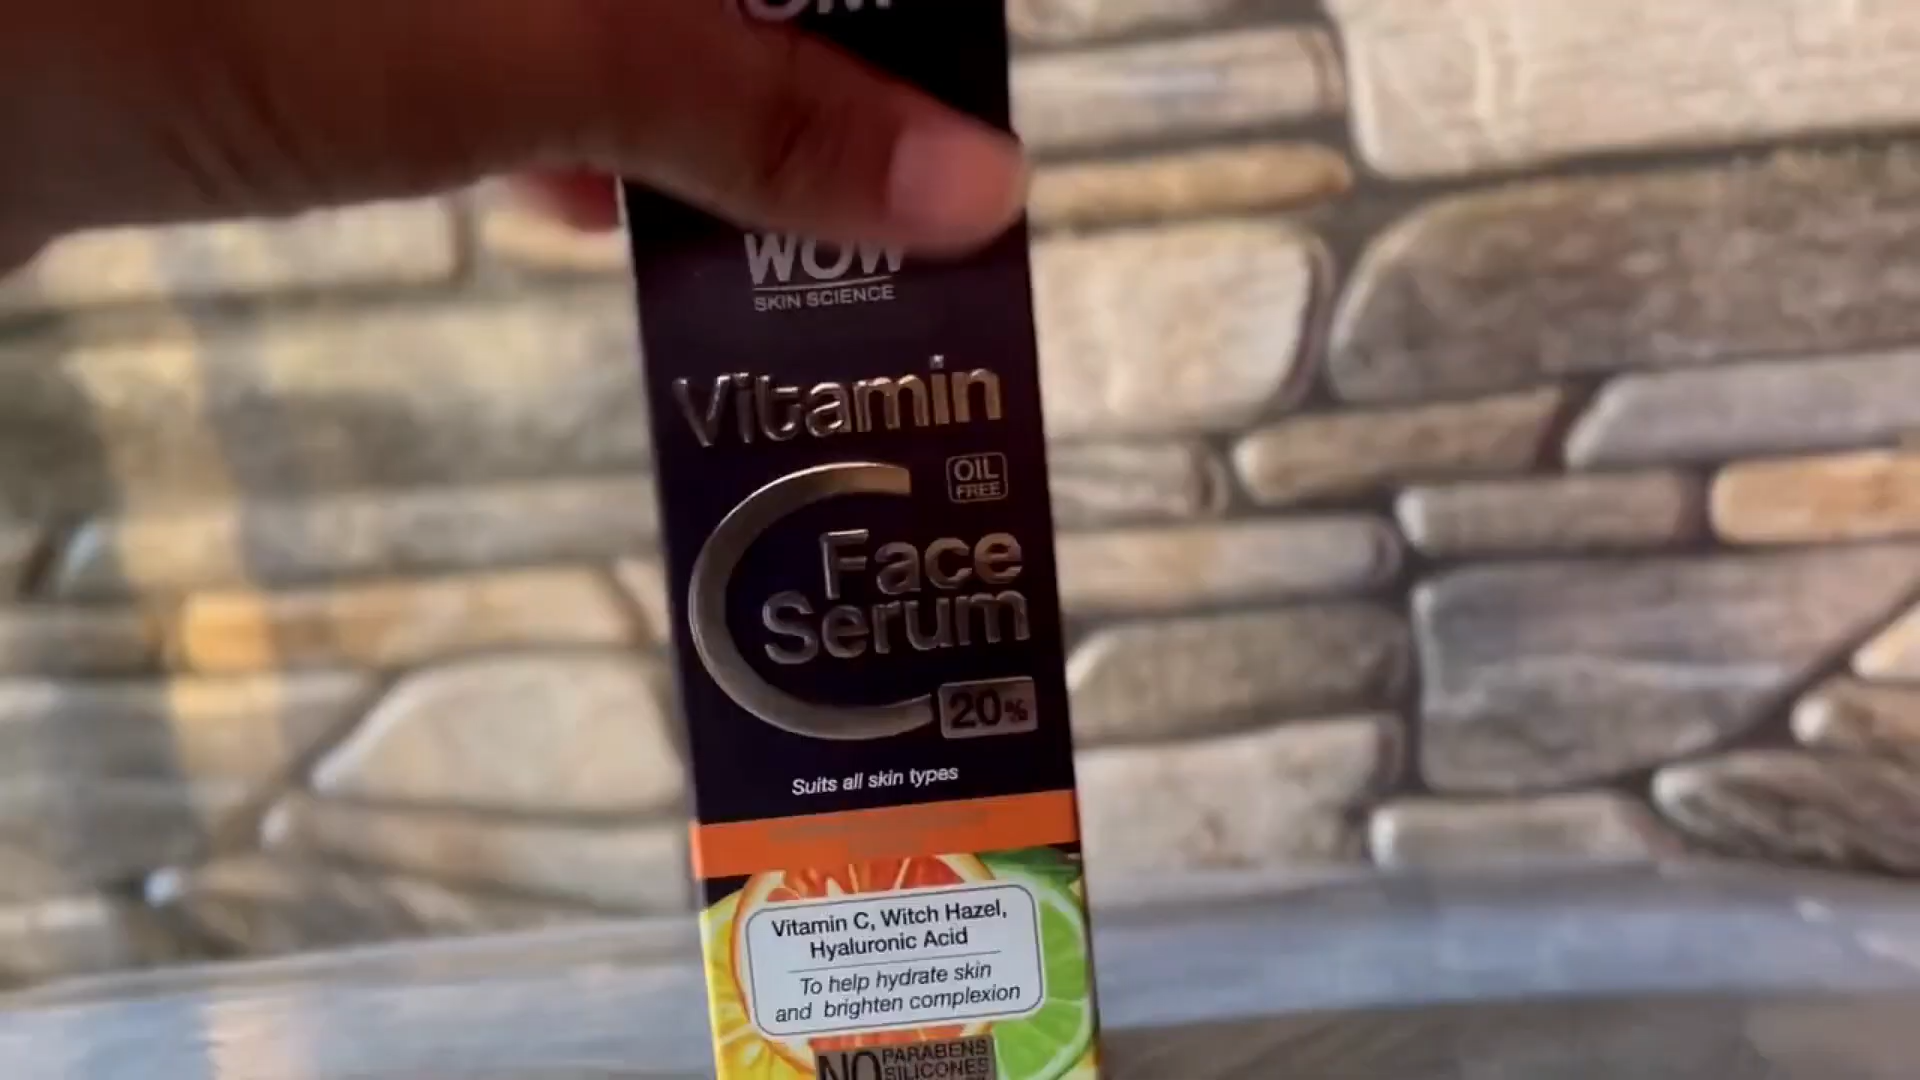 WOW
SKIN SCIENCE
Vitamin
C
OIL
FREE
Face
Serum
20%
Suits all skin types
Vitamin C, Witch Hazel,
Hyaluronic Acid
To help hydrate skin
and brighten complexion
NO PARABENS
SILICONES